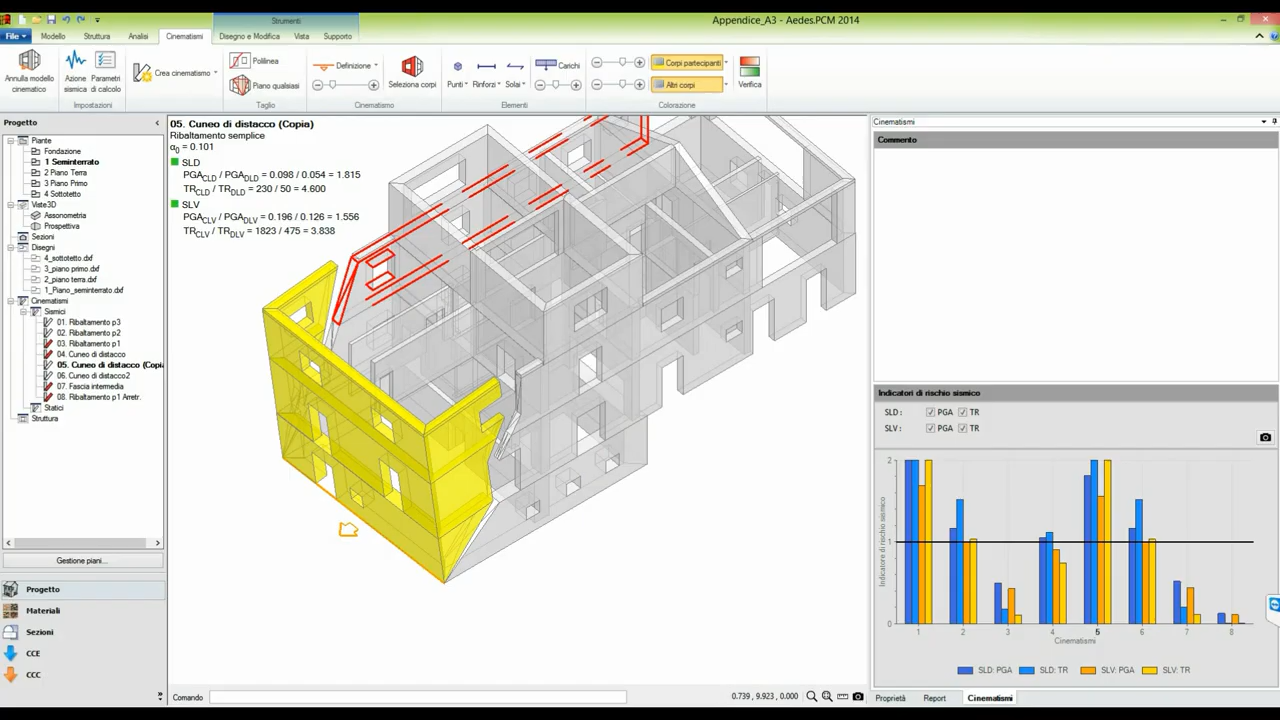 Strumenti
Appendice_A3 - Aedes.PCM 2014
File
Modello
Struttura
Analisi
Cinematismi
Disegno e Modifica
Vista
Supporto
Annulla modello cinematico
Azione sismica
Parametri di calcolo
Impostazioni
Crea cinematismo
Polilinea
Piano qualsiasi
Taglio
Definizione
Seleziona corpi
Cinematismo
Punti
Rinforzi
Solai
Carichi
Elementi
Corpi partecipanti
Altri corpi
Colorazione
Verifica
Progetto
Piante
Fondazione
1 Seminterrato
2 Piano Terra
3 Piano Primo
4 Sottotetto
Viste3D
Assonometria
Prospettiva
Sezioni
Disegni
4_sottotetto.dxf
3_piano primo.dxf
2_piano terra.dxf
1_Piano_seminterrato.dxf
Cinematismi
Sismici
01. Ribaltamento p3
02. Ribaltamento p2
03. Ribaltamento p1
04. Cuneo di distacco
05. Cuneo di distacco (Copia
06. Cuneo di distacco2
07. Fascia intermedia
08. Ribaltamento p1 Arretr.
Statici
Struttura
Gestione piani...
Progetto
Materiali
Sezioni
CCE
CCC
05. Cuneo di distacco (Copia)
Ribaltamento semplice
α0 = 0.101
SLD
PGACLD / PGADLD = 0.098 / 0.054 = 1.815
TRCLD / TRDLD = 230 / 50 = 4.600
SLV
PGACLV / PGADLV = 0.196 / 0.126 = 1.556
TRCLV / TRDLV = 1823 / 475 = 3.838
Comando
0.739 , 9.923 , 0.000
Cinematismi
Commento
Indicatori di rischio sismico
SLD : PGA TR
SLV : PGA TR
Indicatore di rischio sismico
2
1
0
1 2 3 4 5 6 7 8
Cinematismi
SLD: PGA SLD: TR SLV: PGA SLV: TR
Proprietà Report Cinematismi